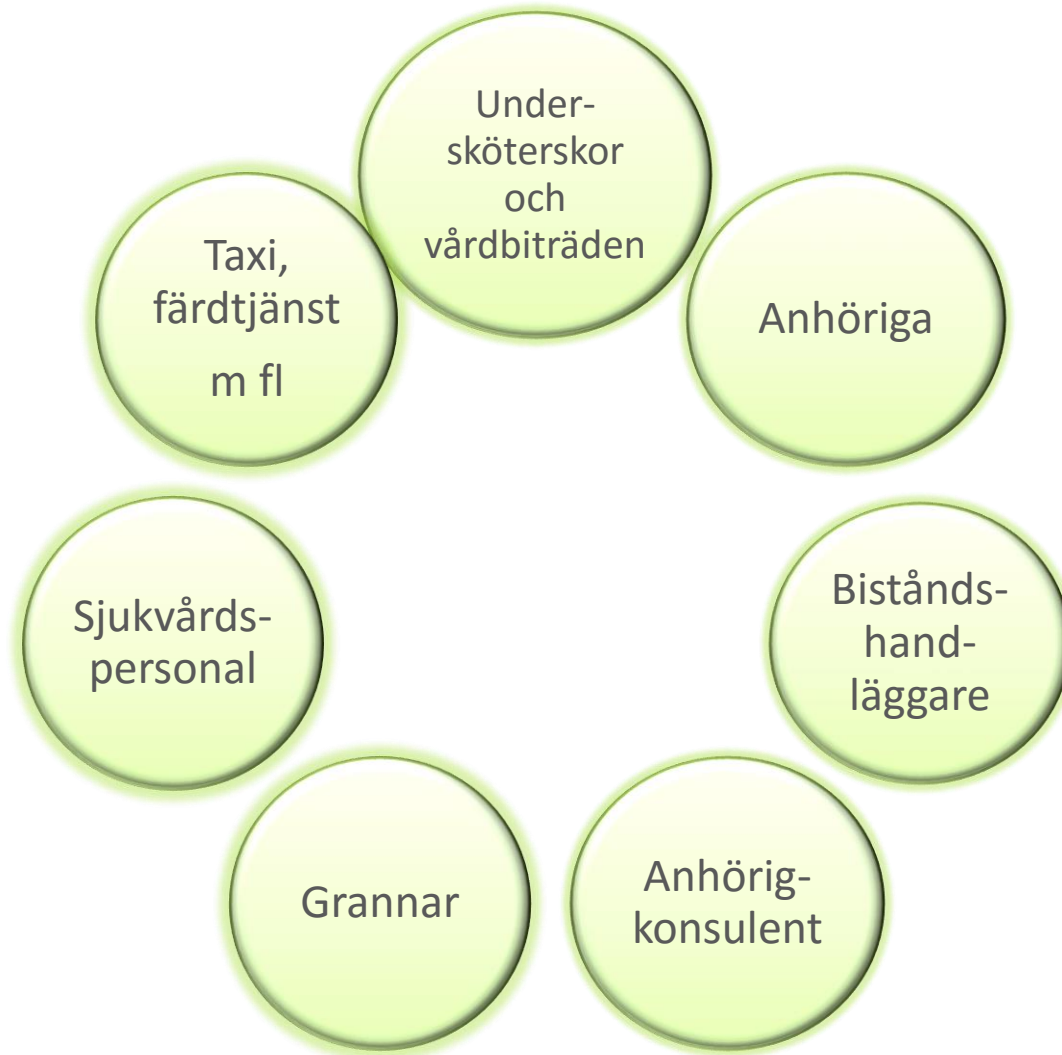 Under-
sköterskor
och
vårdbiträden
Anhöriga
Bistånds-
hand-
läggare
Anhörig-
konsulent
Grannar
Sjukvårds-
personal
Taxi,
färdtjänst
m fl